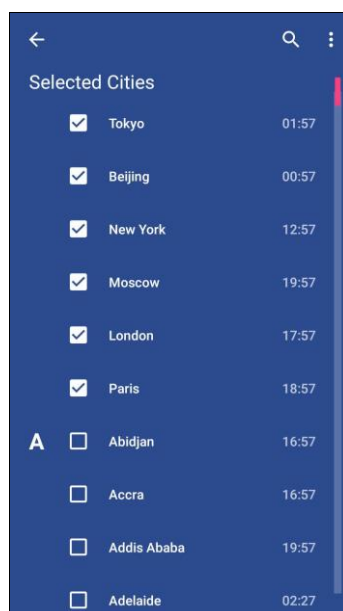 Selected Cities
Tokyo 01:57
Beijing 00:57
New York 12:57
Moscow 19:57
London 17:57
Paris 18:57
A Abidjan 16:57
Accra 16:57
Addis Ababa 19:57
Adelaide 02:27